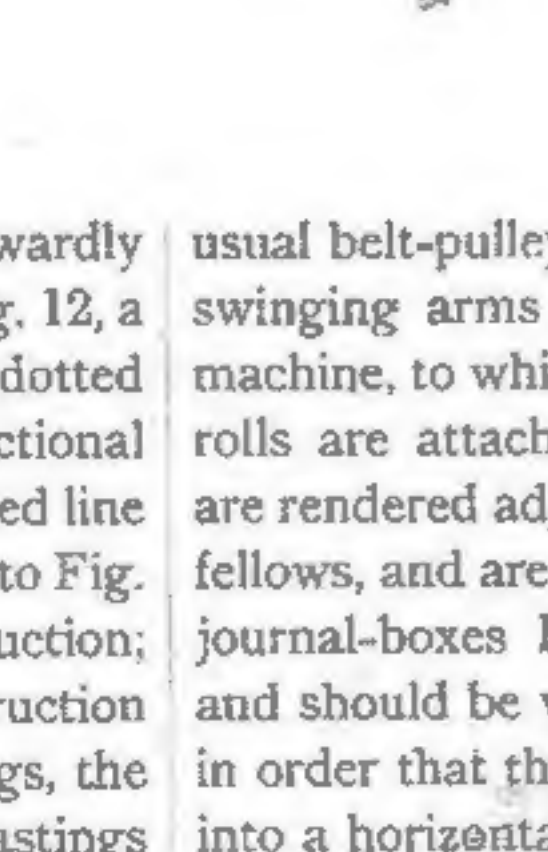 wardly
g. 12, a
dotted
ctional
ed line
to Fig.
uction;
ruction
gs, the
astings
usual belt-pulley
swinging arms
machine, to whi
rolls are attach
are rendered ad
fellows, and are
journal-boxes
and should be
in order that th
into a horizonta